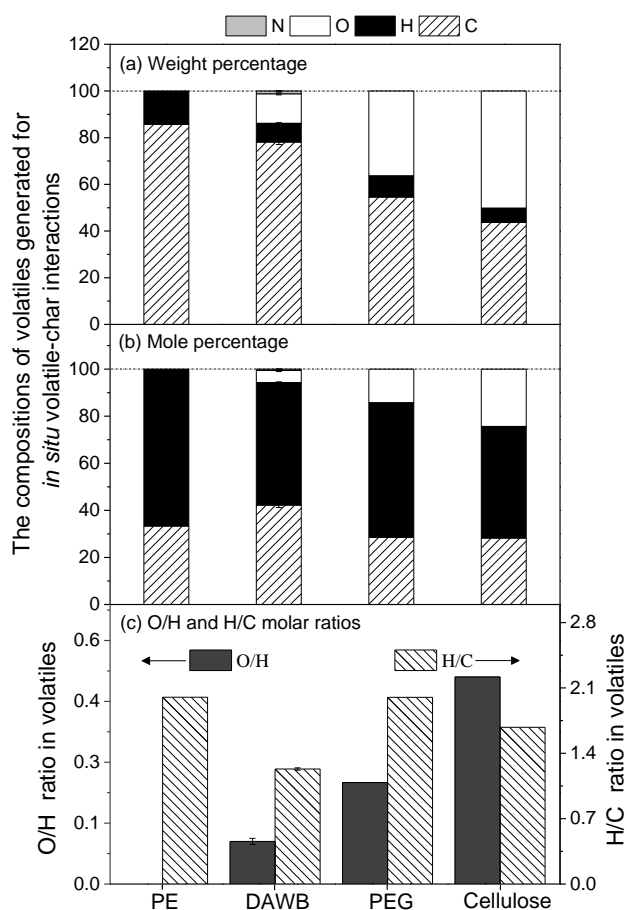 N O H C
The compositions of volatiles generated for
in situ volatile-char interactions
(a) Weight percentage
120
100
80
60
40
20
0
(b) Mole percentage
100
80
60
40
20
0
(c) O/H and H/C molar ratios
O/H H/C
O/H ratio in volatiles
0.6
0.4
0.3
0.1
0.0
2.8
2.1
1.4
0.7
0.0
H/C ratio in volatiles
PE DAWB PEG Cellulose